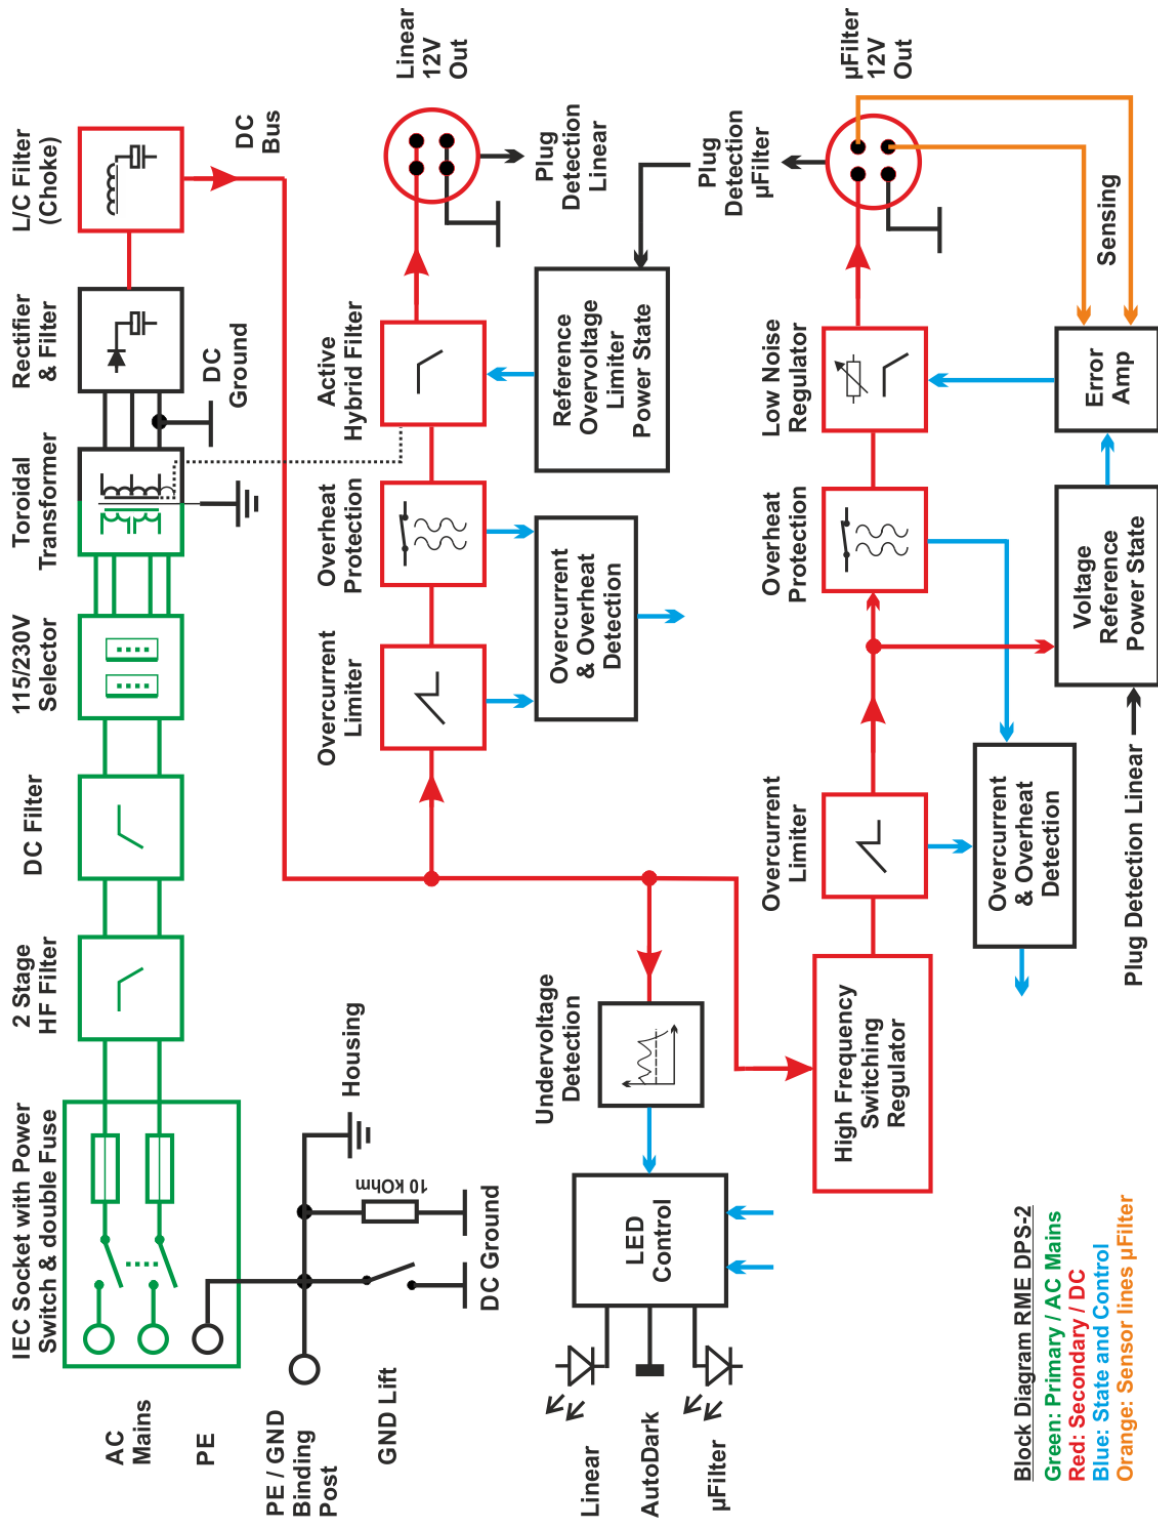 IEC Socket with Power
Switch & double Fuse
2 Stage
HF Filter
DC Filter
115/230V
Selector
Toroidal
Transformer
Rectifier
& Filter
L/C Filter
(Choke)
AC
Mains
PE
PE / GND
Binding
Post
GND Lift
DC Ground
10 kOhm
Housing
DC
Ground
DC
Bus
Overcurrent
Limiter
Overheat
Protection
Active
Hybrid Filter
Linear
12V
Out
Overcurrent
& Overheat
Detection
Reference
Overvoltage
Limiter
Power State
Plug
Detection
Linear
Undervoltage
Detection
LED
Control
Linear
AutoDark
µFilter
Plug
Detection
µFilter
High Frequency
Switching
Regulator
Overcurrent
Limiter
Overheat
Protection
Low Noise
Regulator
µFilter
12V
Out
Overcurrent
& Overheat
Detection
Voltage
Reference
Power State
Error
Amp
Sensing
Plug Detection Linear
Block Diagram RME DPS-2
Green: Primary / AC Mains
Red: Secondary / DC
Blue: State and Control
Orange: Sensor lines µFilter